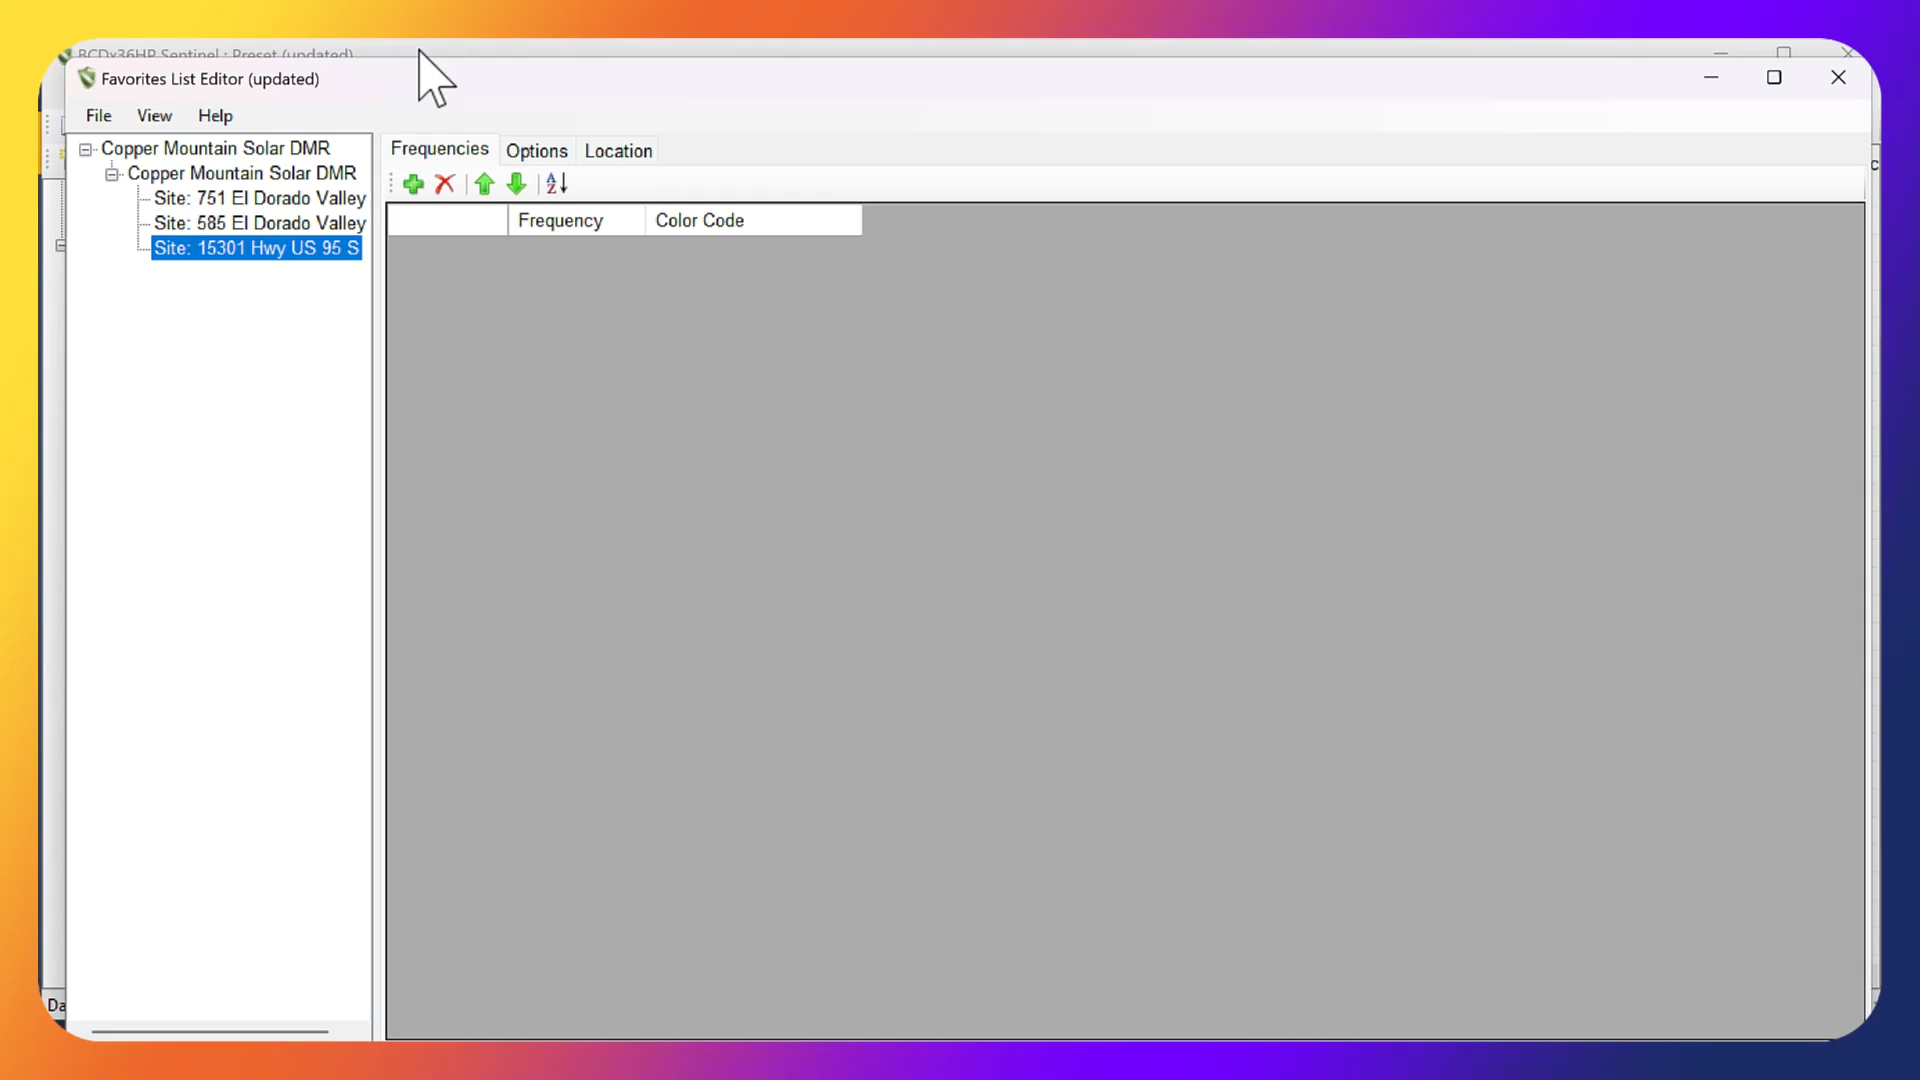 BCDx36HP Sentinel : Preset (updated)
Favorites List Editor (updated)
File View Help
Copper Mountain Solar DMR
Copper Mountain Solar DMR
Site: 751 El Dorado Valley
Site: 585 El Dorado Valley
Site: 15301 Hwy US 95 S
Frequencies Options Location
Frequency Color Code
Da